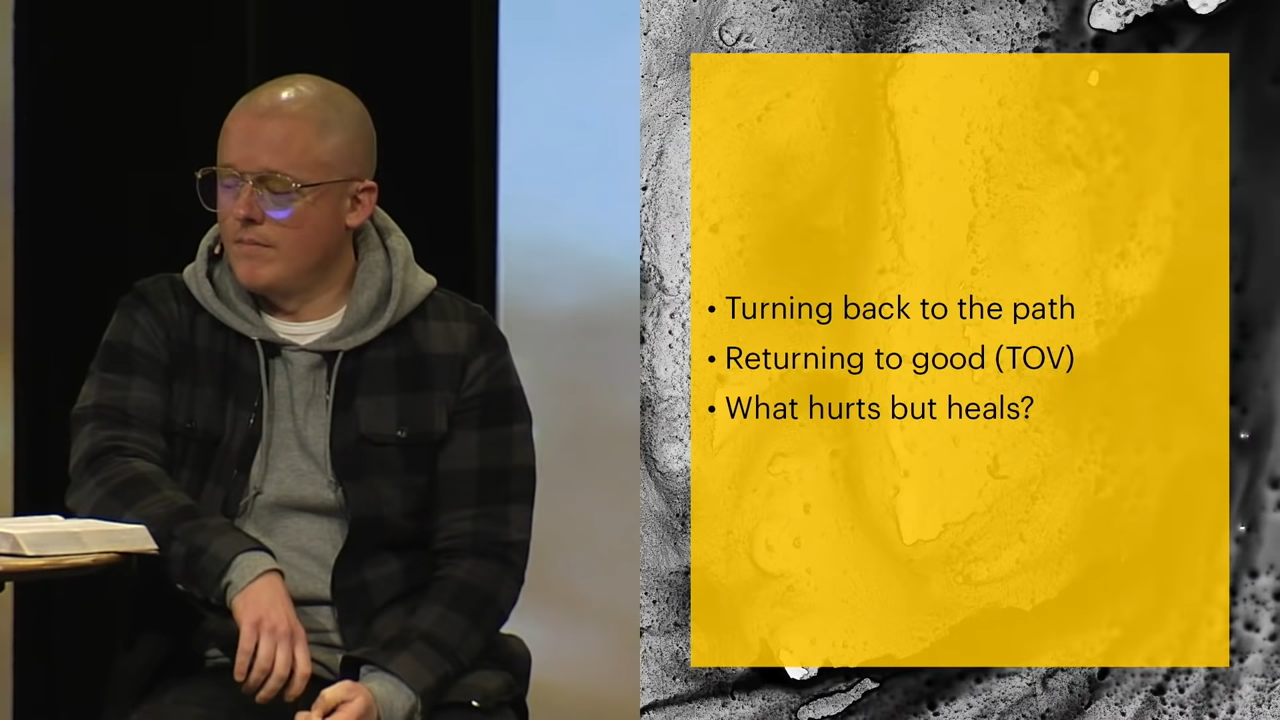 • Turning back to the path
• Returning to good (TOV)
• What hurts but heals?